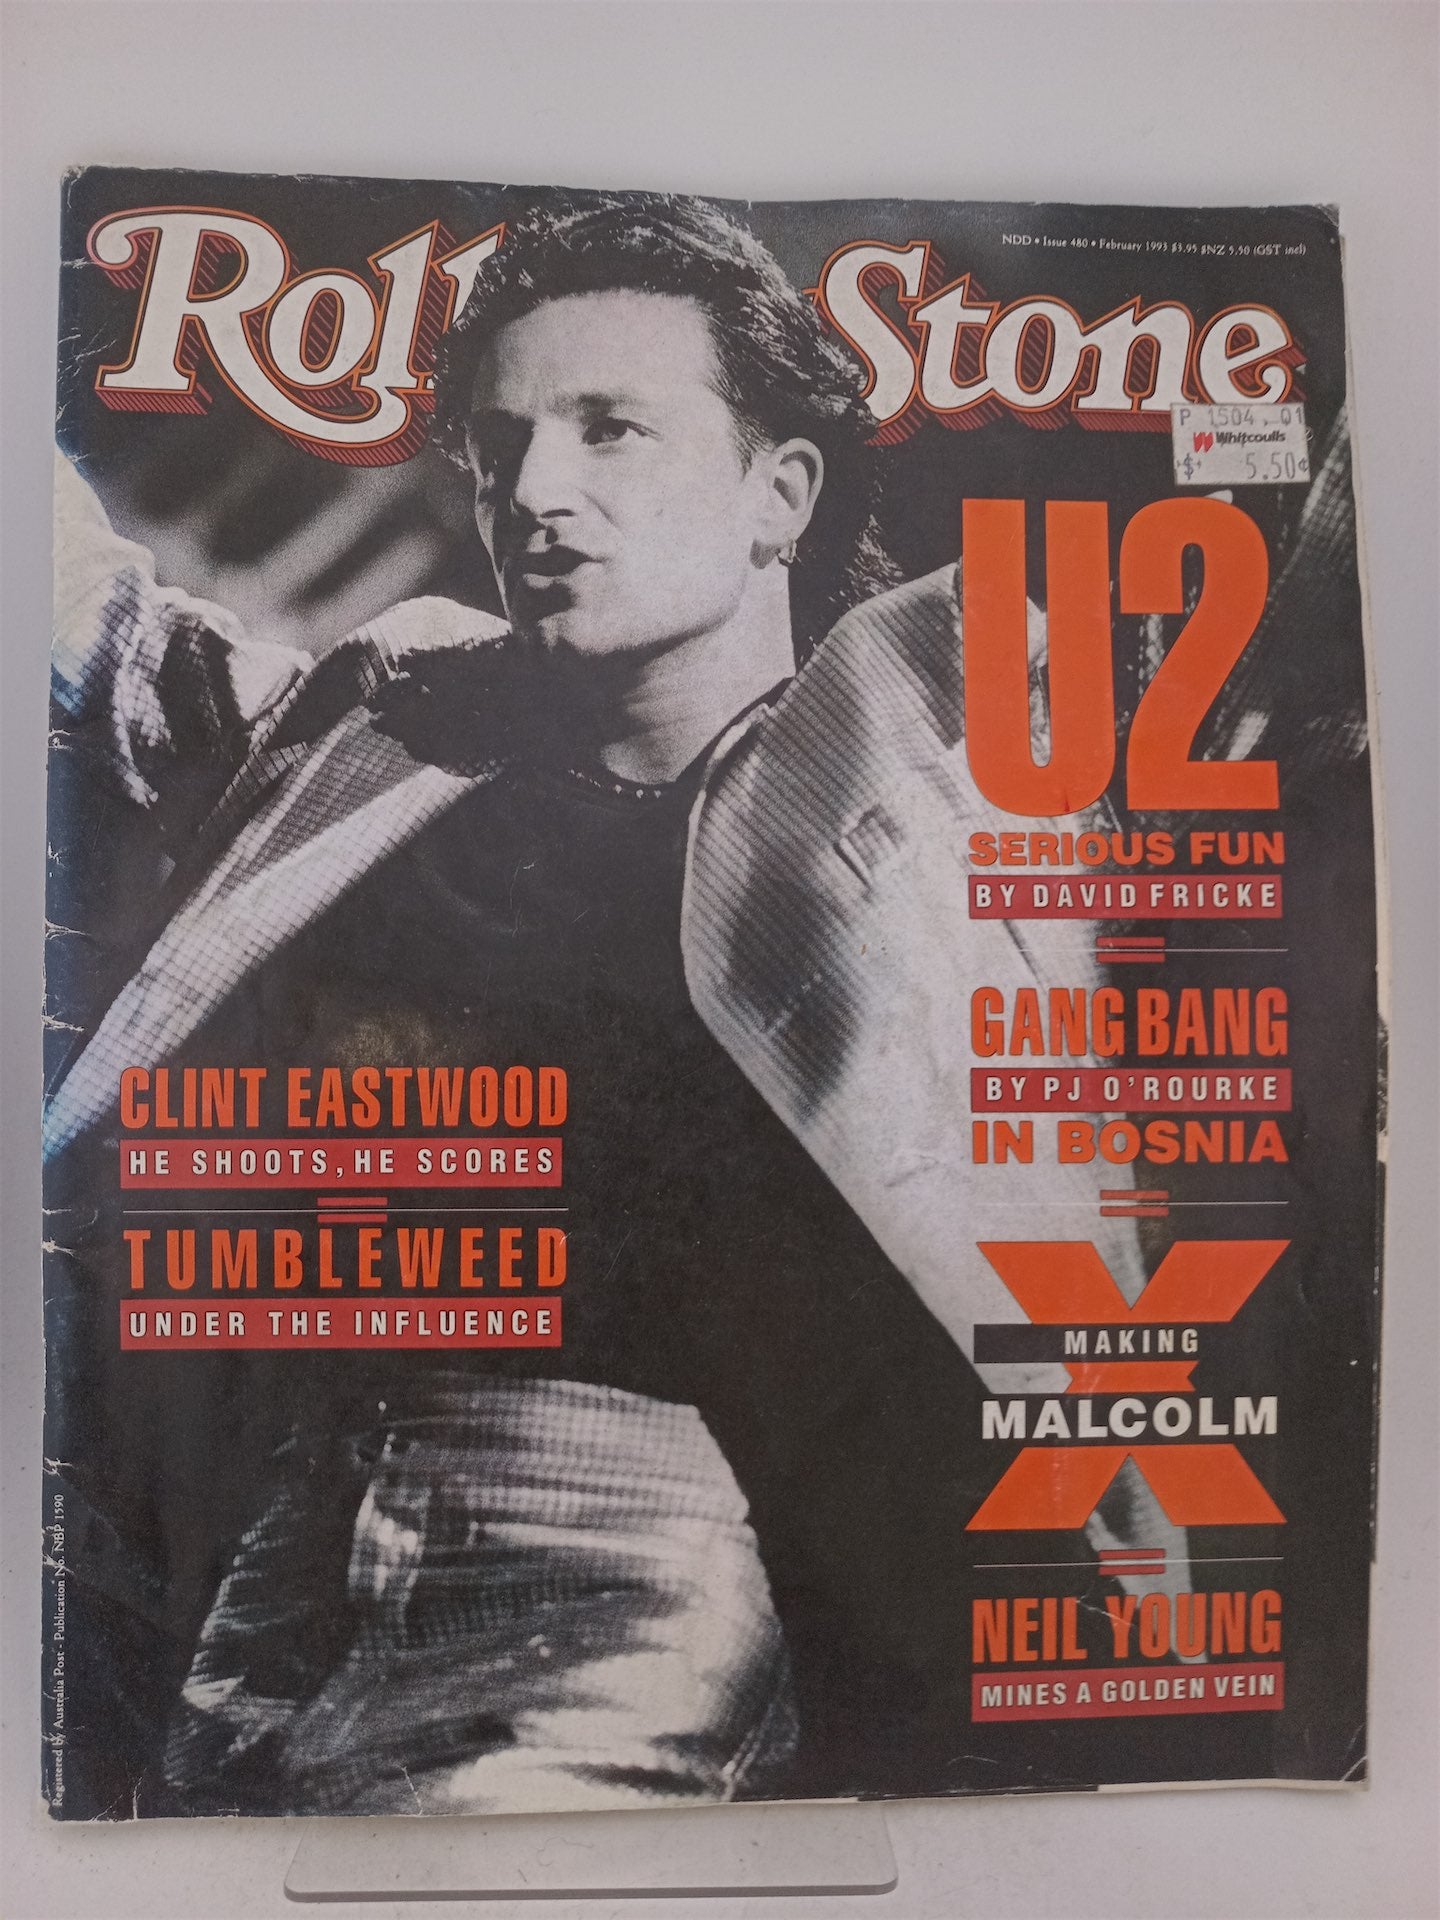 Rolling Stone
NDD • Issue 480 • February 1993 $3.95 $NZ 5.50 (GST incl)
P 1504 . 01
Whitcoulls
$ 5.50¢
U2
SERIOUS FUN
BY DAVID FRICKE
GANG BANG
BY PJ O'ROURKE
IN BOSNIA
X
MAKING
MALCOLM
NEIL YOUNG
MINES A GOLDEN VEIN
CLINT EASTWOOD
HE SHOOTS, HE SCORES
TUMBLEWEED
UNDER THE INFLUENCE
Registered by Australia Post - Publication No. NBP 1590